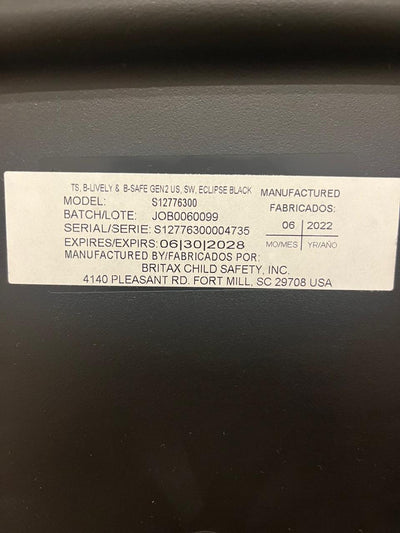 TS, B-LIVELY & B-SAFE GEN2 US, SW, ECLIPSE BLACK
MODEL: S12776300
BATCH/LOTE: JOB0060099
SERIAL/SERIE: S12776300004735
EXPIRES/EXPIRS: 06|30|2028
MANUFACTURED
FABRICADOS:
06 | 2022
MO/MES | YR/AÑO
MANUFACTURED BY/FABRICADOS POR:
BRITAX CHILD SAFETY, INC.
4140 PLEASANT RD. FORT MILL, SC 29708 USA